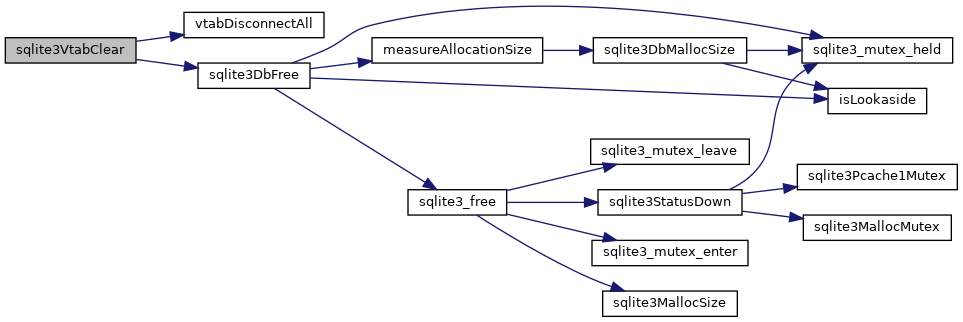 sqlite3VtabClear
vtabDisconnectAll
sqlite3DbFree
measureAllocationSize
sqlite3DbMallocSize
sqlite3_mutex_held
isLookaside
sqlite3_free
sqlite3_mutex_leave
sqlite3StatusDown
sqlite3Pcache1Mutex
sqlite3MallocMutex
sqlite3_mutex_enter
sqlite3MallocSize